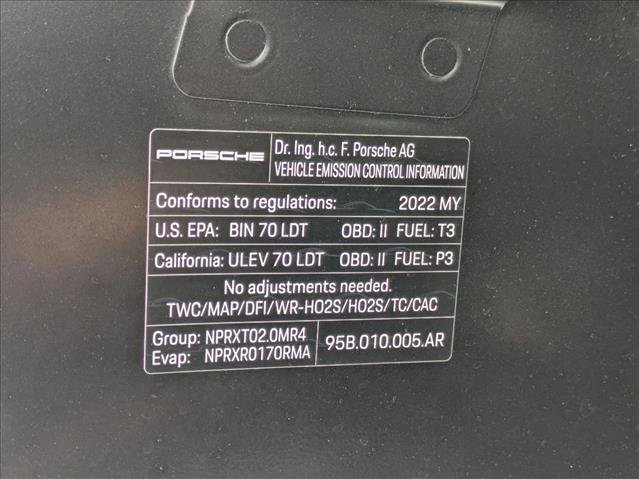 PORSCHE
Dr. Ing. h.c. F. Porsche AG
VEHICLE EMISSION CONTROL INFORMATION
Conforms to regulations: 2022 MY
U.S. EPA: BIN 70 LDT OBD: II FUEL: T3
California: ULEV 70 LDT OBD: II FUEL: P3
No adjustments needed.
TWC/MAP/DFI/WR-HO2S/HO2S/TC/CAC
Group: NPRXT02.0MR4
Evap: NPRXR0170RMA
95B.010.005.AR